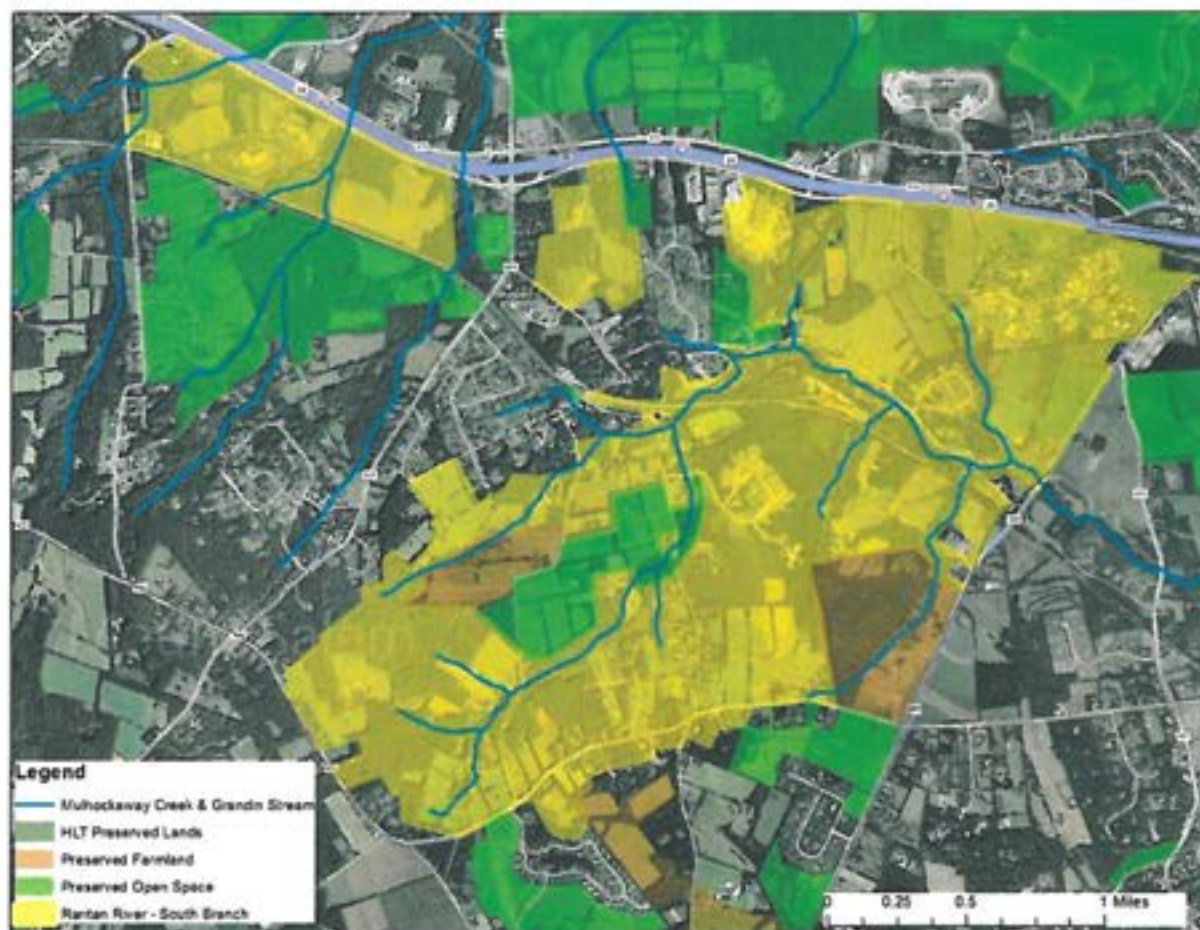 Legend
Mulhockaway Creek & Grandin Stream
HLT Preserved Lands
Preserved Farmland
Preserved Open Space
Raritan River - South Branch
0 0.25 0.5 1 Miles